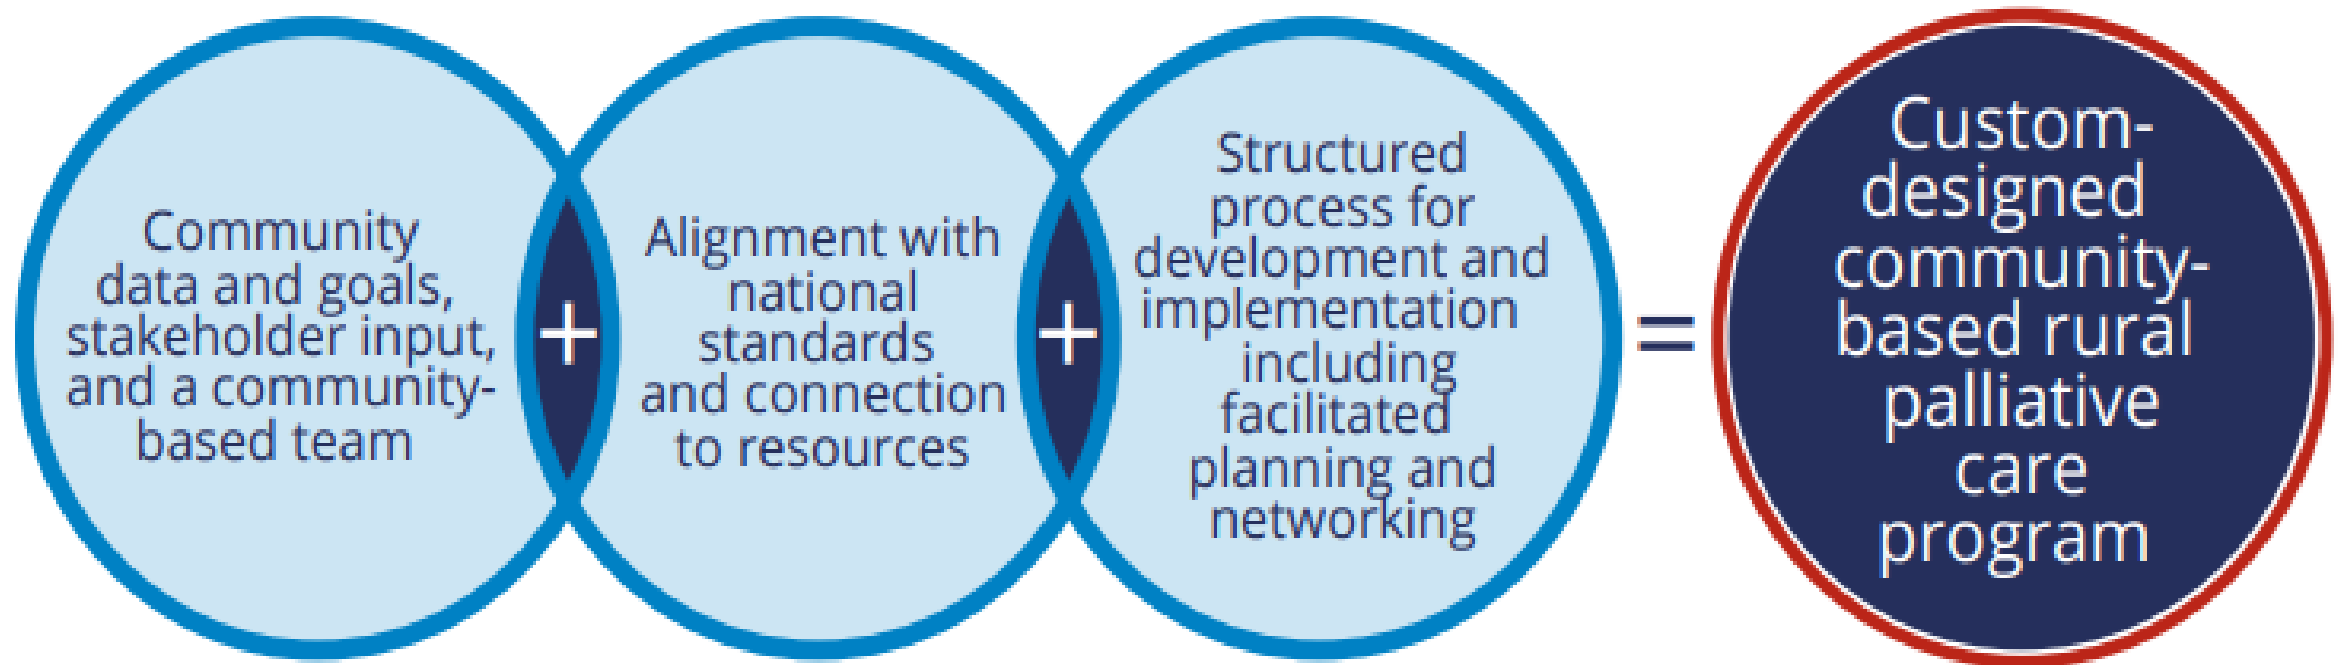 Community
data and goals,
stakeholder input,
and a community-
based team
+
Alignment with
national
standards
and connection
to resources
+
Structured
process for
development and
implementation
including
facilitated
planning and
networking
=
Custom-
designed
community-
based rural
palliative
care
program